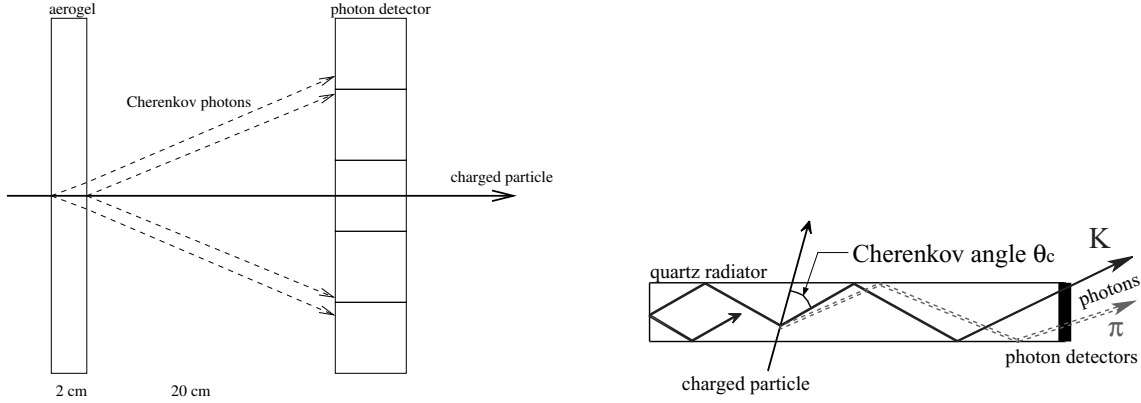 aerogel
photon detector
Cherenkov photons
charged particle
2 cm
20 cm
quartz radiator
Cherenkov angle θc
K
photons
π
photon detectors
charged particle